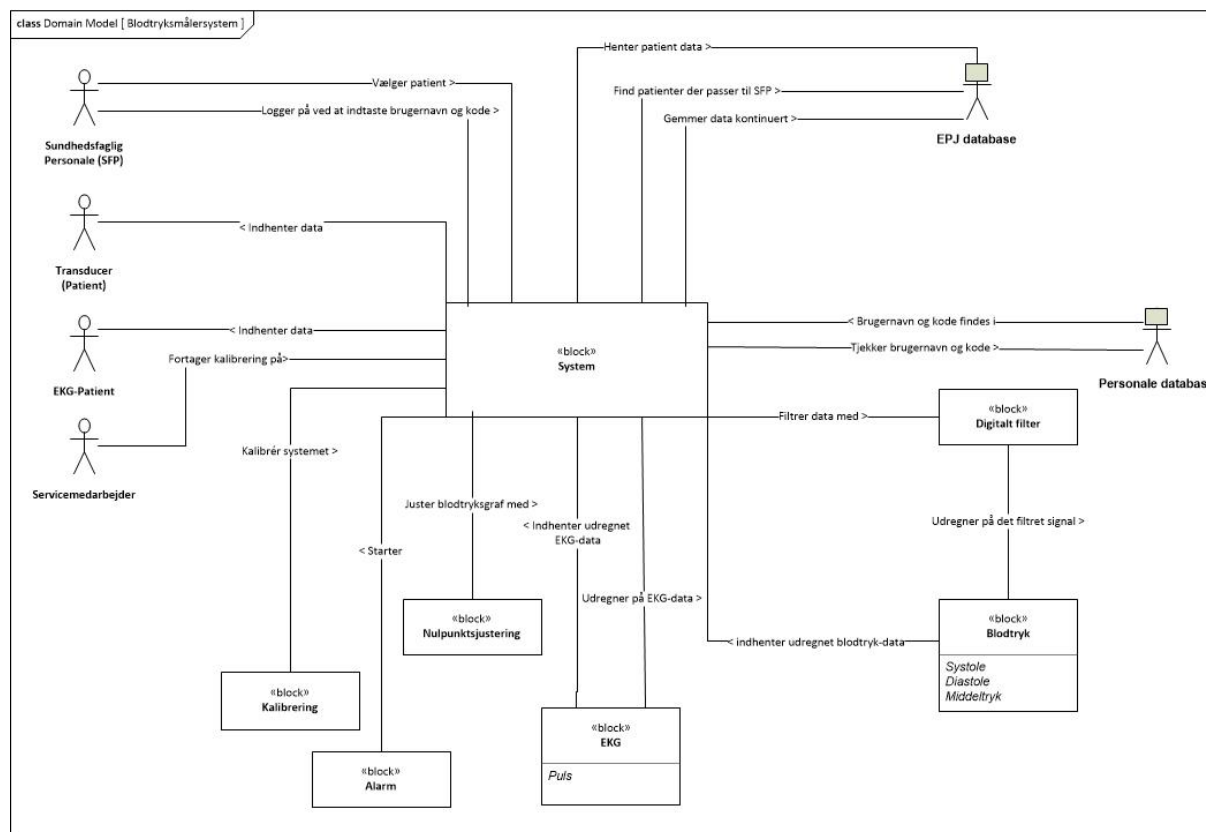 class Domain Model [ Blodtryksmålersystem ]
Henter patient data >
Vælger patient >
Find patienter der passer til SFP >
Logger på ved at indtaste brugernavn og kode >
Gemmer data kontinuert >
EPJ database
Sundhedsfaglig
Personale (SFP)
< Indhenter data
Transducer
(Patient)
< Brugernavn og kode findes i
< Indhenter data
Tjekker brugernavn og kode >
«block»
System
Fortager kalibrering på>
EKG-Patient
Personale database
«block»
Digitalt filter
Filtrer data med >
Kalibrér systemet >
Servicemedarbejder
Juster blodtryksgraf med >
Udregner på det filtret signal >
< Indhenter udregnet
EKG-data
< Starter
Udregner på EKG-data >
«block»
Nulpunktsjustering
«block»
Blodtryk
< indhenter udregnet blodtryk-data
Systole
Diastole
Middeltryk
«block»
Kalibrering
«block»
EKG
Puls
«block»
Alarm